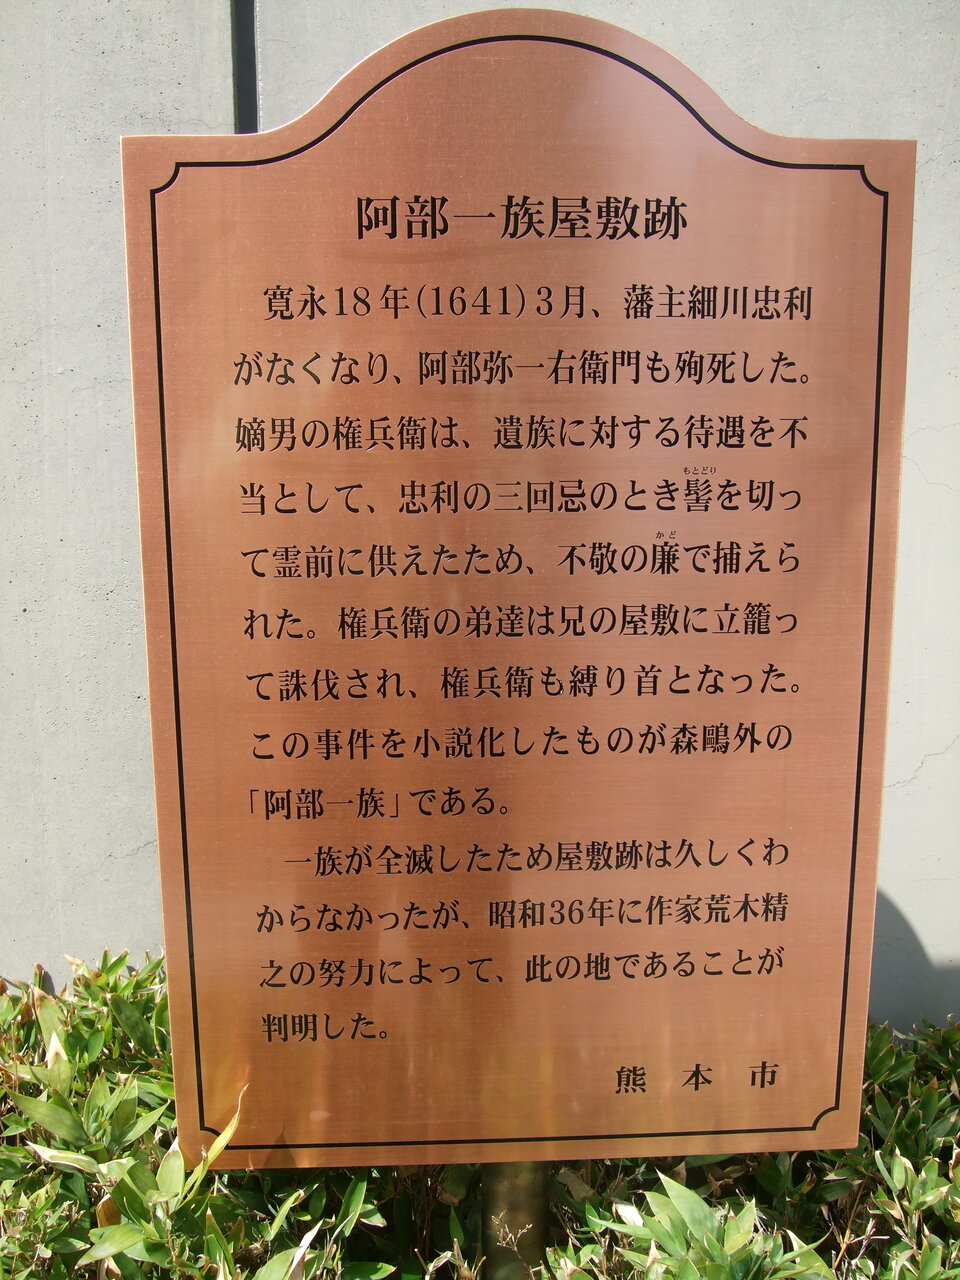 阿部一族屋敷跡
寛永18年(1641)3月、藩主細川忠利
がなくなり、阿部弥一右衛門も殉死した。
嫡男の権兵衛は、遺族に対する待遇を不
もとどり
当として、忠利の三回忌のとき髻を切っ
かど
て霊前に供えたため、不敬の廉で捕えら
れた。権兵衛の弟達は兄の屋敷に立籠っ
て誅伐され、権兵衛も縛り首となった。
この事件を小説化したものが森鷗外の
「阿部一族」である。
一族が全滅したため屋敷跡は久しくわ
からなかったが、昭和36年に作家荒木精
之の努力によって、此の地であることが
判明した。
熊本市